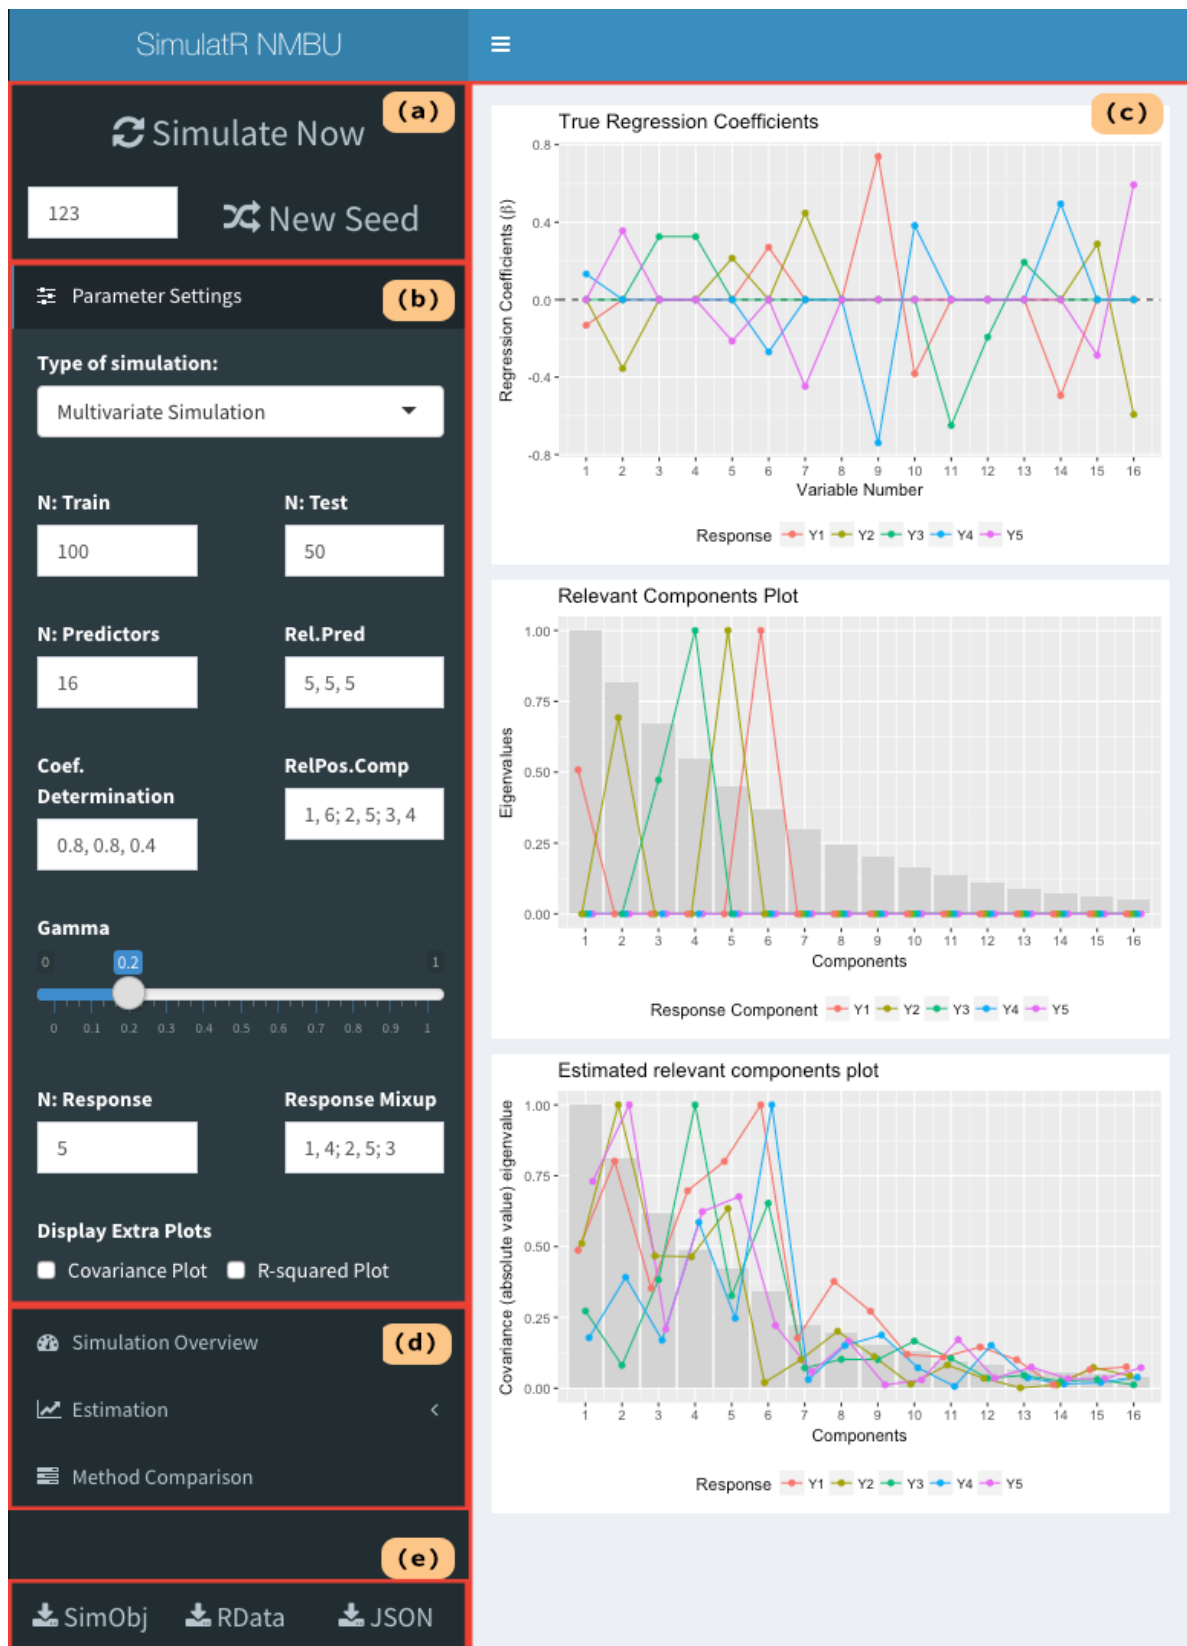 SimulatR NMBU
(a)
Simulate Now
123
New Seed
Parameter Settings
(b)
Type of simulation:
Multivariate Simulation
N: Train
N: Test
100
50
N: Predictors
Rel.Pred
16
5, 5, 5
Coef.
Determination
RelPos.Comp
0.8, 0.8, 0.4
1, 6; 2, 5; 3, 4
Gamma
0
0.2
1
0 0.1 0.2 0.3 0.4 0.5 0.6 0.7 0.8 0.9 1
N: Response
Response Mixup
5
1, 4; 2, 5; 3
Display Extra Plots
Covariance Plot
R-squared Plot
Simulation Overview
(d)
Estimation
Method Comparison
(e)
SimObj
RData
JSON
(c)
True Regression Coefficients
Regression Coefficients (β)
0.8
0.4
0.0
-0.4
-0.8
1 2 3 4 5 6 7 8 9 10 11 12 13 14 15 16
Variable Number
Response Y1 Y2 Y3 Y4 Y5
Relevant Components Plot
Eigenvalues
1.00
0.75
0.50
0.25
0.00
1 2 3 4 5 6 7 8 9 10 11 12 13 14 15 16
Components
Response Component Y1 Y2 Y3 Y4 Y5
Estimated relevant components plot
Covariance (absolute value) eigenvalue
1.00
0.75
0.50
0.25
0.00
1 2 3 4 5 6 7 8 9 10 11 12 13 14 15 16
Components
Response Y1 Y2 Y3 Y4 Y5